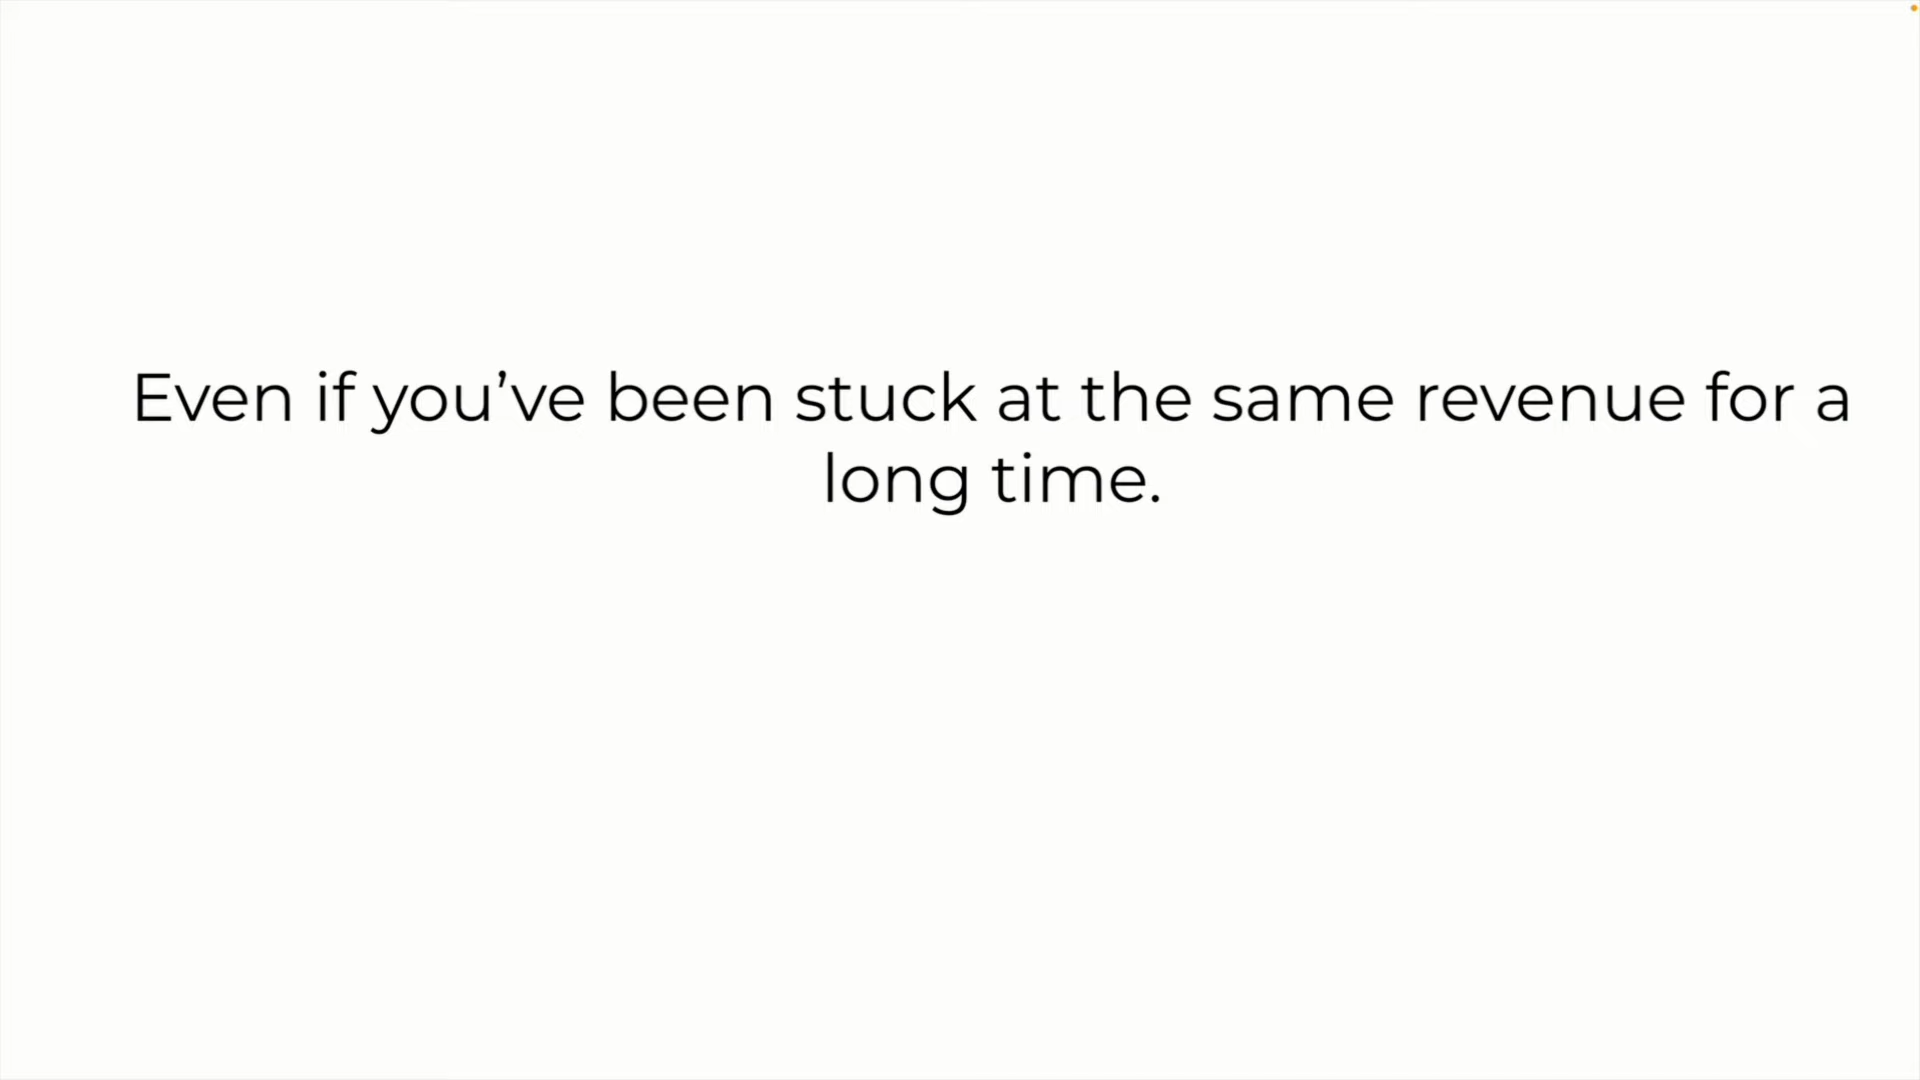 Even if you’ve been stuck at the same revenue for a
long time.